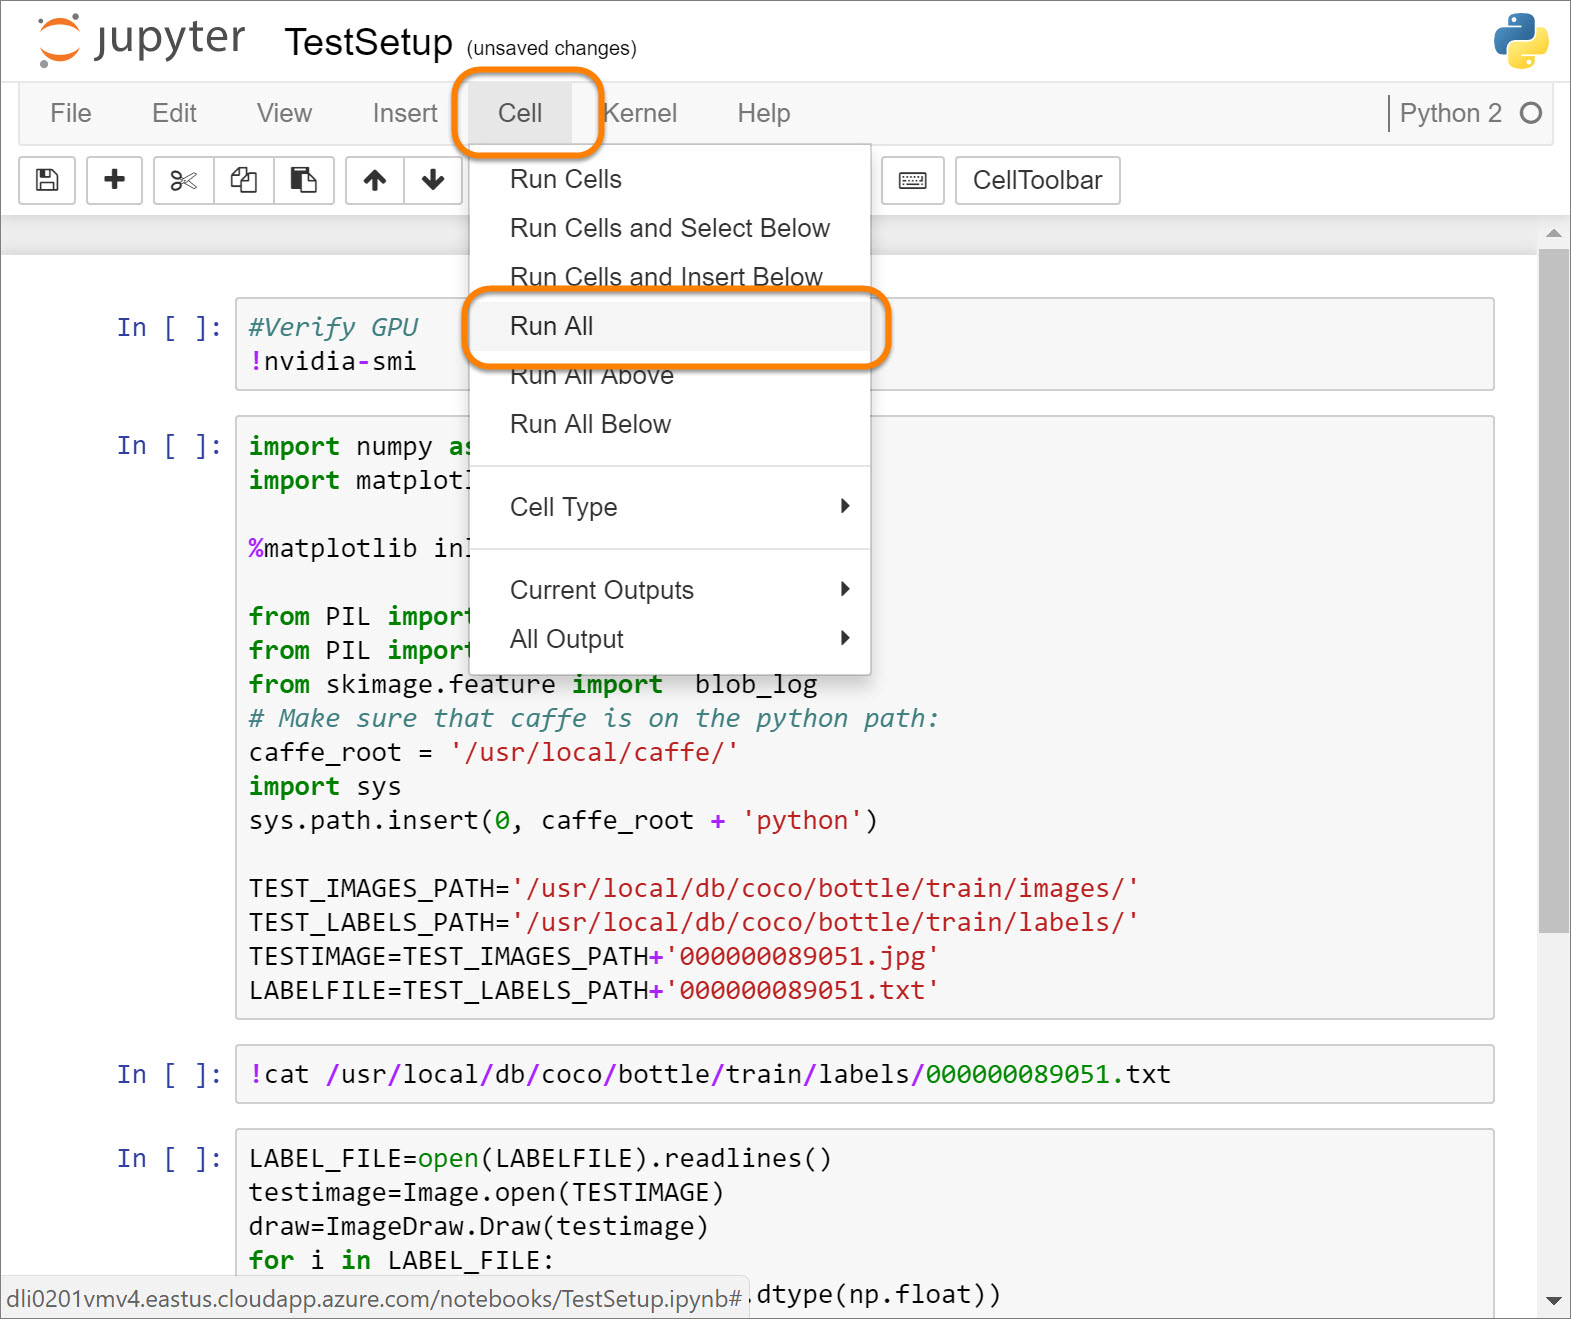 jupyter TestSetup (unsaved changes)
File Edit View Insert Cell Kernel Help Python 2
CellToolbar
Run Cells
Run Cells and Select Below
Run Cells and Insert Below
Run All
Run All Above
Run All Below
Cell Type
Current Outputs
All Output
In [ ]: #Verify GPU
!nvidia-smi
In [ ]: import numpy as
import matplotl
%matplotlib inl
from PIL import
from PIL import
from skimage.feature import  blob_log
# Make sure that caffe is on the python path:
caffe_root = '/usr/local/caffe/'
import sys
sys.path.insert(0, caffe_root + 'python')
TEST_IMAGES_PATH='/usr/local/db/coco/bottle/train/images/'
TEST_LABELS_PATH='/usr/local/db/coco/bottle/train/labels/'
TESTIMAGE=TEST_IMAGES_PATH+'000000089051.jpg'
LABELFILE=TEST_LABELS_PATH+'000000089051.txt'
In [ ]: !cat /usr/local/db/coco/bottle/train/labels/000000089051.txt
In [ ]: LABEL_FILE=open(LABELFILE).readlines()
testimage=Image.open(TESTIMAGE)
draw=ImageDraw.Draw(testimage)
for i in LABEL_FILE:
.dtype(np.float))
dli0201vmv4.eastus.cloudapp.azure.com/notebooks/TestSetup.ipynb#